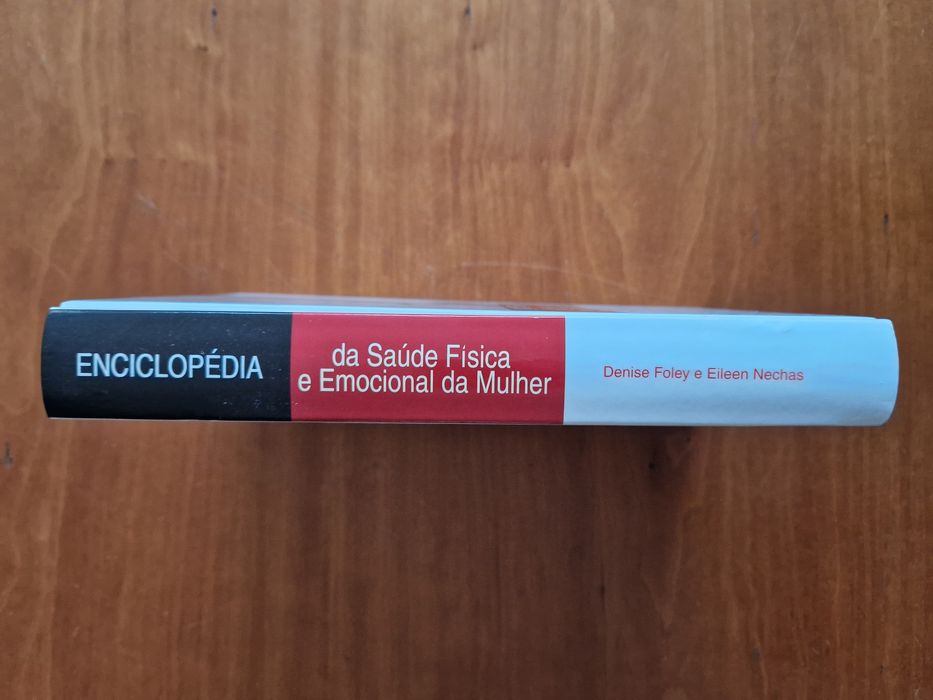 ENCICLOPÉDIA
da Saúde Física
e Emocional da Mulher
Denise Foley e Eileen Nechas